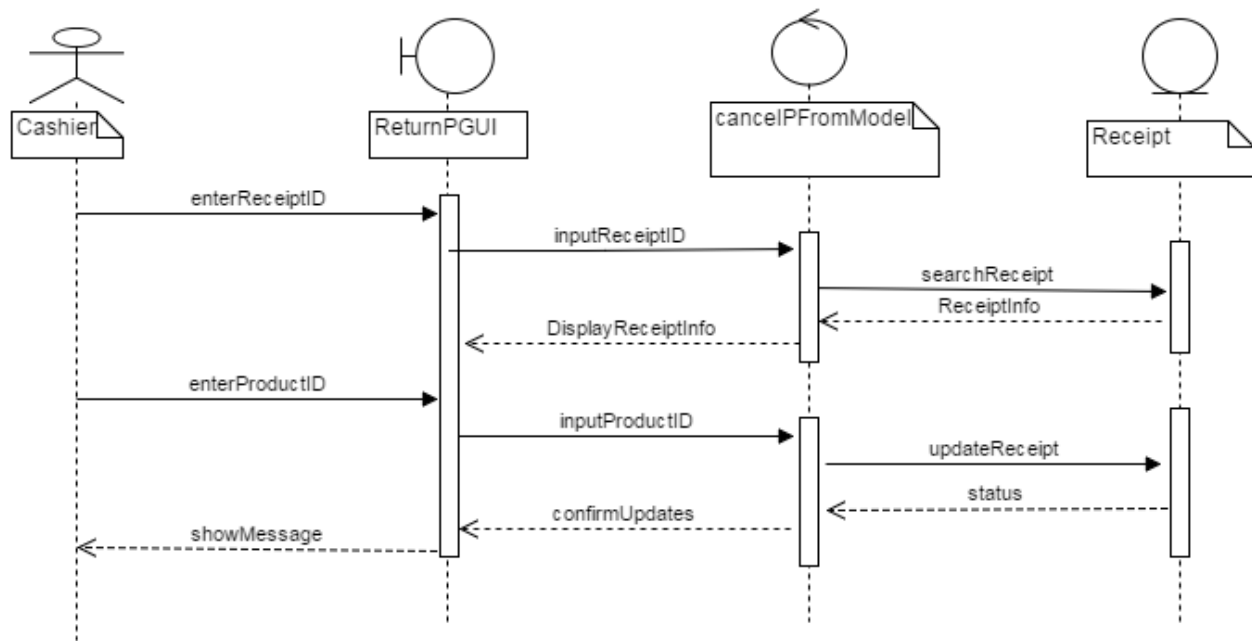 Cashier
ReturnPGUI
cancelPFromModel
Receipt
enterReceiptID
inputReceiptID
searchReceipt
ReceiptInfo
DisplayReceiptInfo
enterProductID
inputProductID
updateReceipt
status
confirmUpdates
showMessage